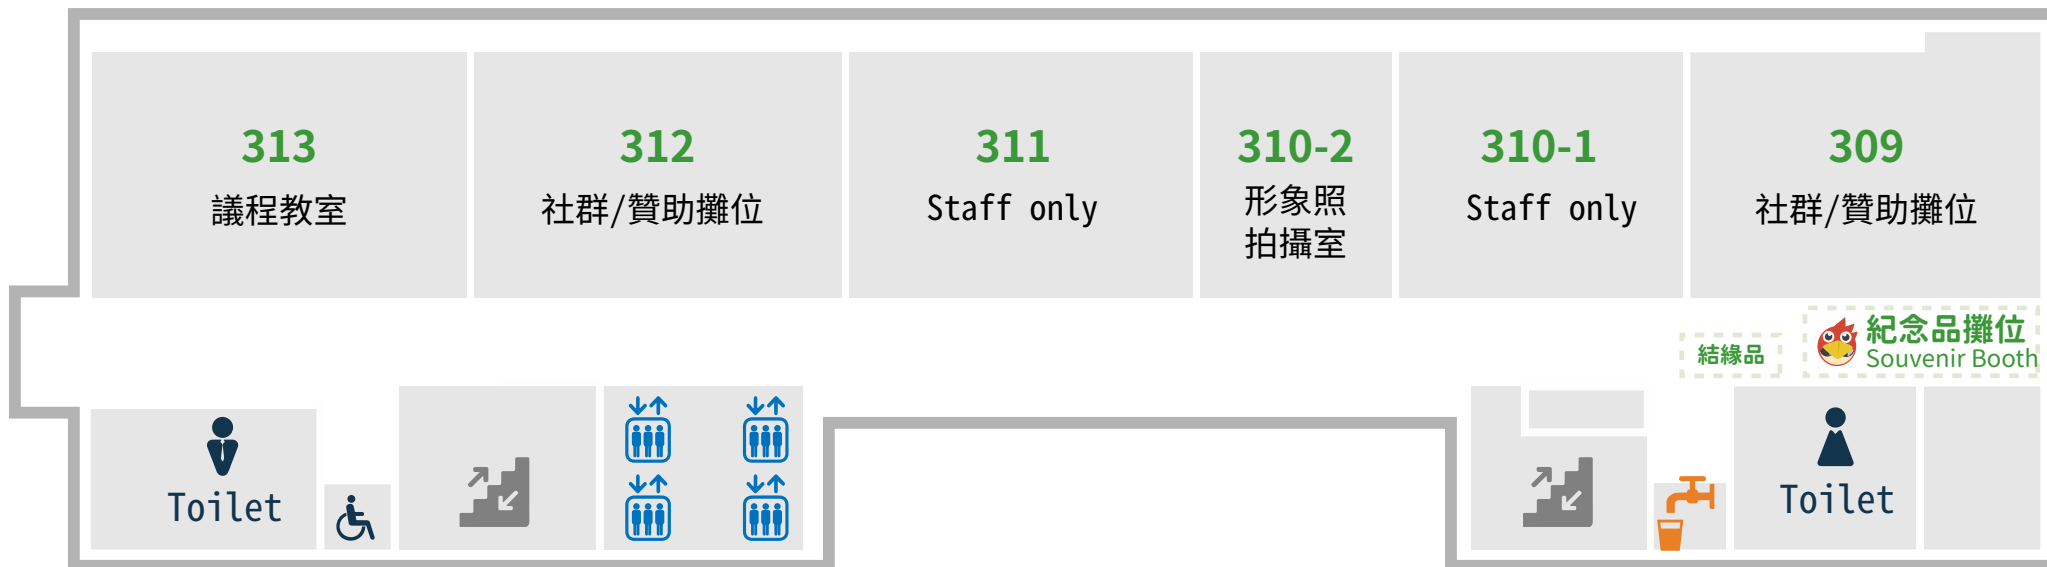 313
議程教室
312
社群/贊助攤位
311
Staff only
310-2
形象照
拍攝室
310-1
Staff only
309
社群/贊助攤位
結緣品
紀念品攤位
Souvenir Booth
Toilet
Toilet